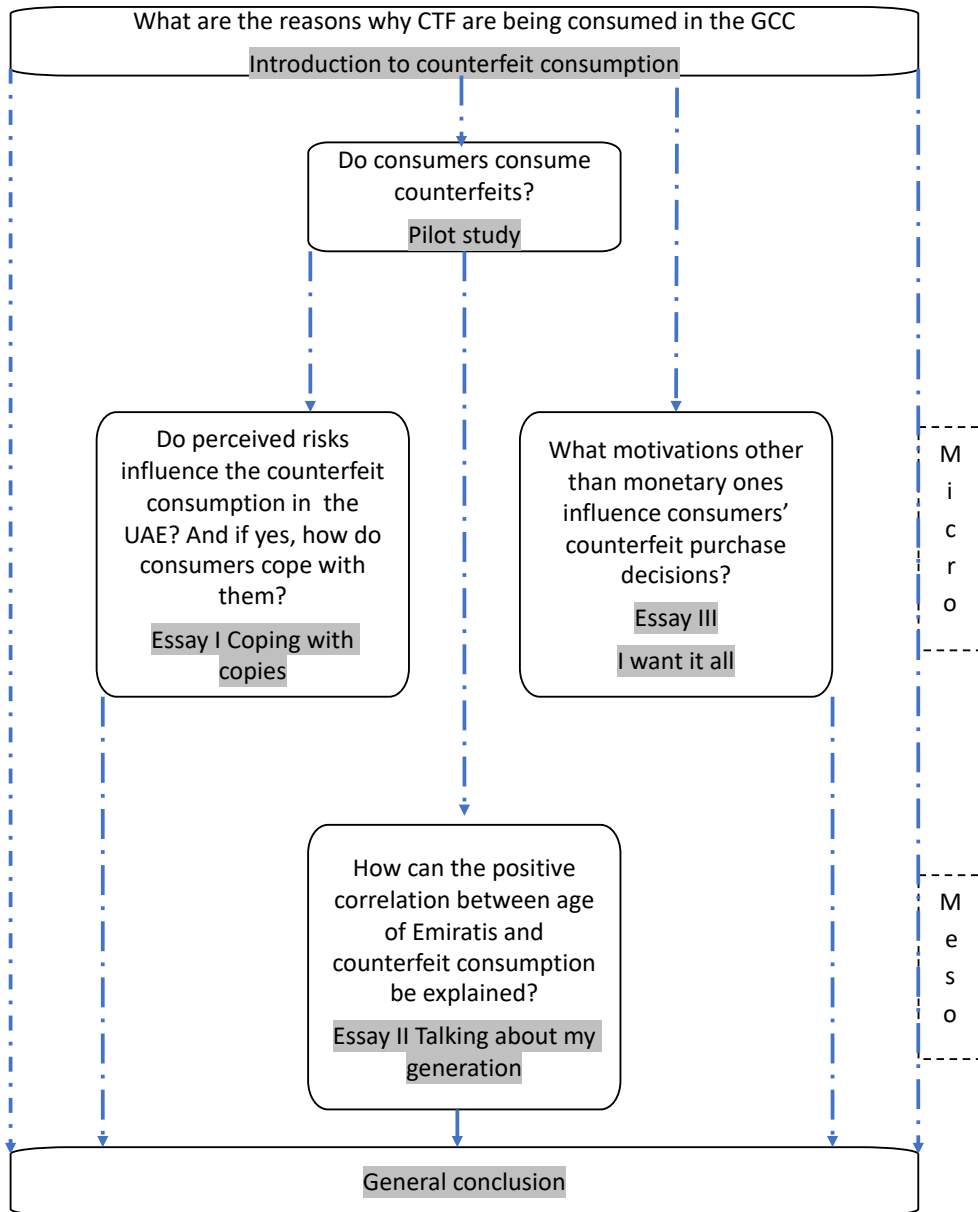 What are the reasons why CTF are being consumed in the GCC
Introduction to counterfeit consumption
Do consumers consume
counterfeits?
Pilot study
Do perceived risks
influence the counterfeit
consumption in the
UAE? And if yes, how do
consumers cope with
them?
Essay I Coping with
copies
What motivations other
than monetary ones
influence consumers’
counterfeit purchase
decisions?
Essay III
I want it all
M
i
c
r
o
How can the positive
correlation between age
of Emiratis and
counterfeit consumption
be explained?
Essay II Talking about my
generation
M
e
s
o
General conclusion